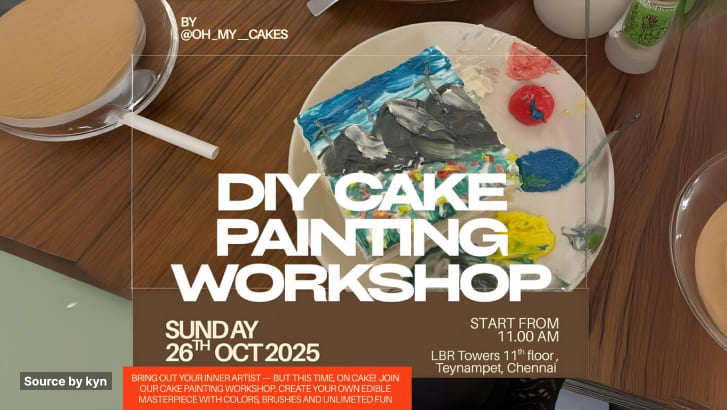 BY
@OH_MY__CAKES
DIY CAKE
PAINTING
WORKSHOP
SUNDAY
26TH OCT 2025
START FROM
11.00 AM
LBR Towers 11th floor,
Teynampet, Chennai
BRING OUT YOUR INNER ARTIST — BUT THIS TIME, ON CAKE! JOIN
OUR CAKE PAINTING WORKSHOP. CREATE YOUR OWN EDIBLE
MASTERPIECE WITH COLORS, BRUSHES AND UNLIMETED FUN
Source by kyn